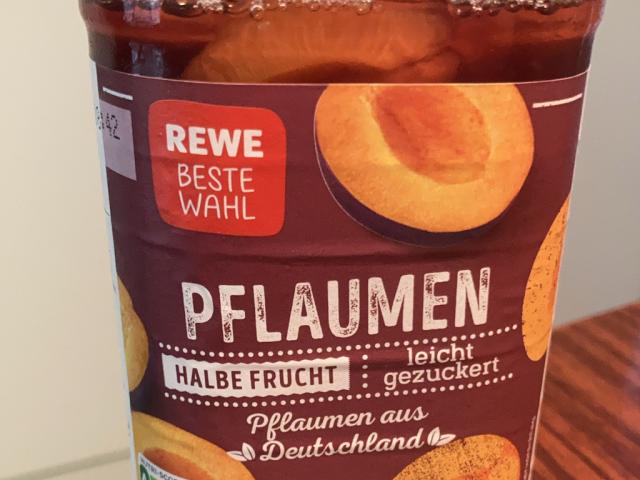 REWE
BESTE
WAHL
PFLAUMEN
HALBE FRUCHT
leicht
gezuckert
Pflaumen aus
Deutschland